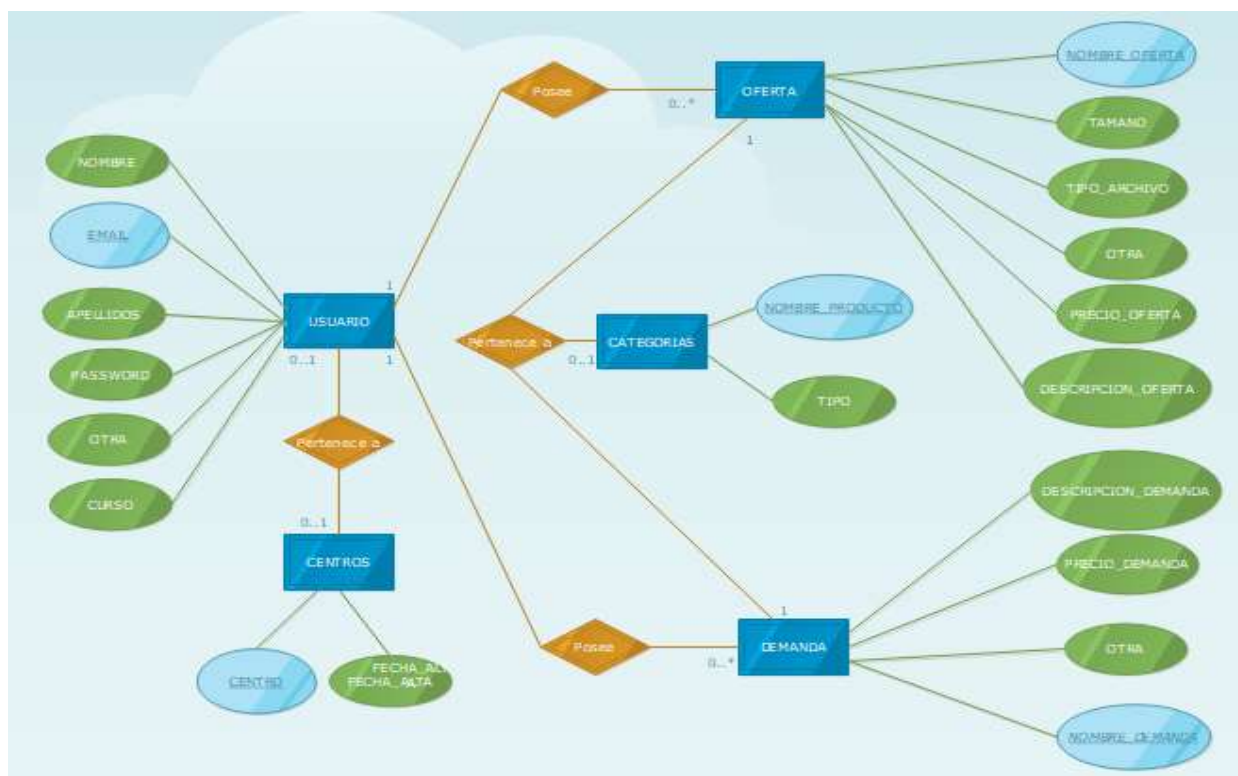 NOMBRE_OFERTA
Posee
OFERTA
0..*
TAMANO
1
NOMBRE
TIPO_ARCHIVO
EMAIL
OTRA
1
NOMBRE_PRODUCTO
APELLIDOS
USUARIO
PRECIO_OFERTA
Pertenece a
CATEGORIAS
0..1
1
0..1
PASSWORD
DESCRIPCION_OFERTA
TIPO
OTRA
Pertenece a
DESCRIPCION_DEMANDA
CURSO
0..1
CENTROS
PRECIO_DEMANDA
1
Posee
DEMANDA
OTRA
0..*
FECHA_ALTA
CENTRO
NOMBRE_DEMANDA